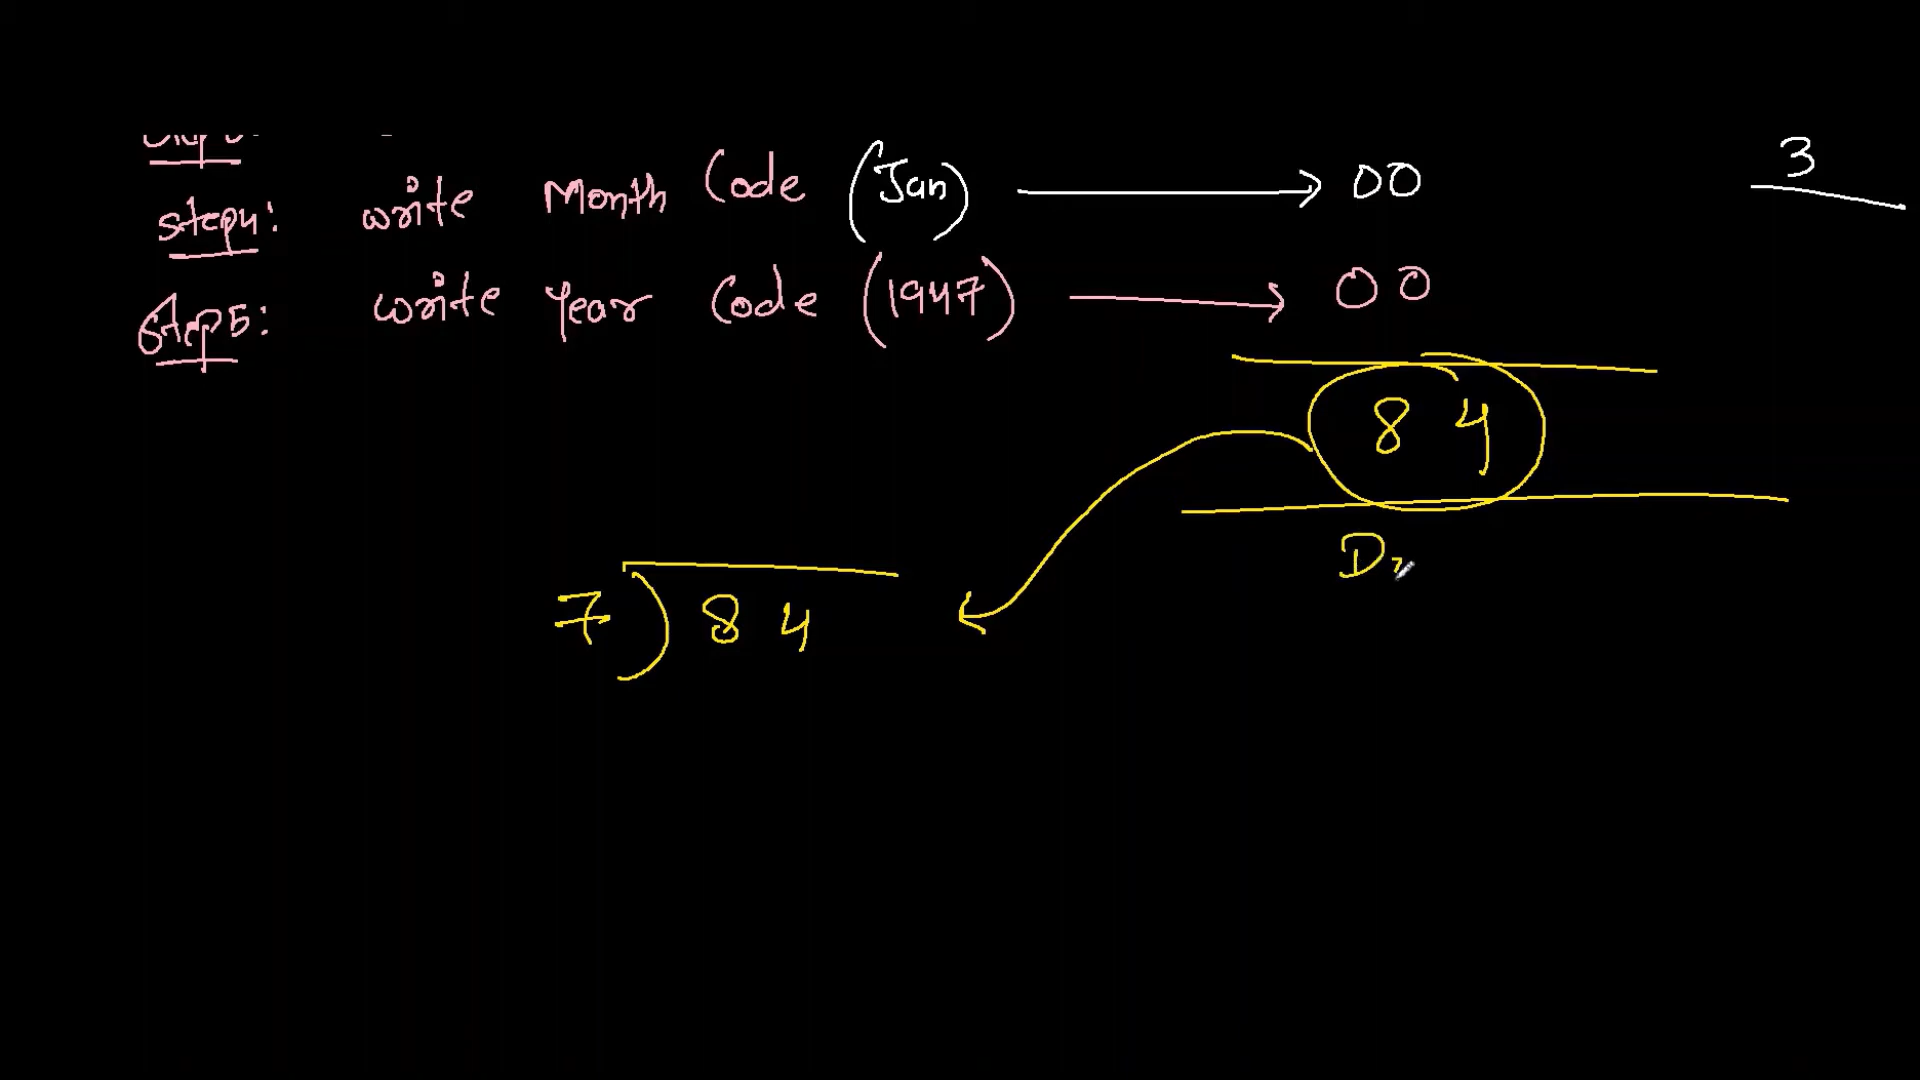 3
step4: write Month Code (Jan) → 00
Step5: write Year Code (1947) → 00
84
D
7) 84